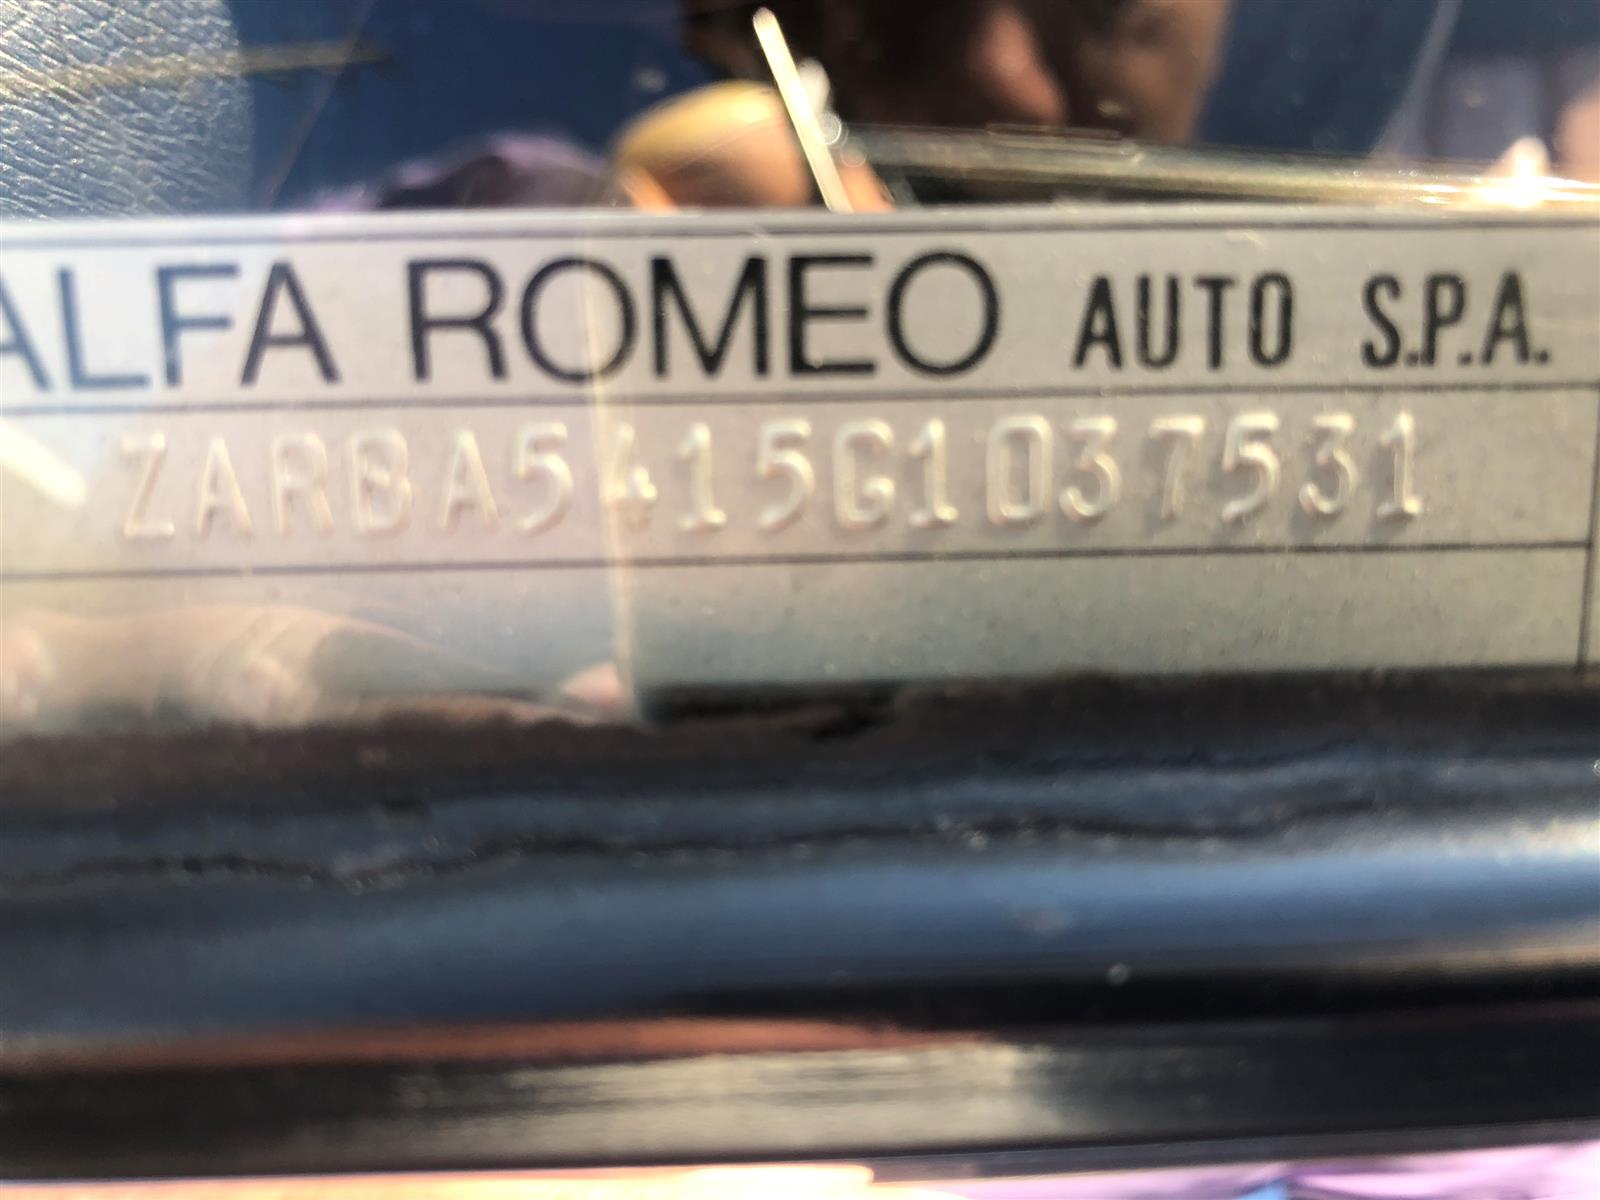 ALFA ROMEO AUTO S.P.A.
ZARBA5415G1037531